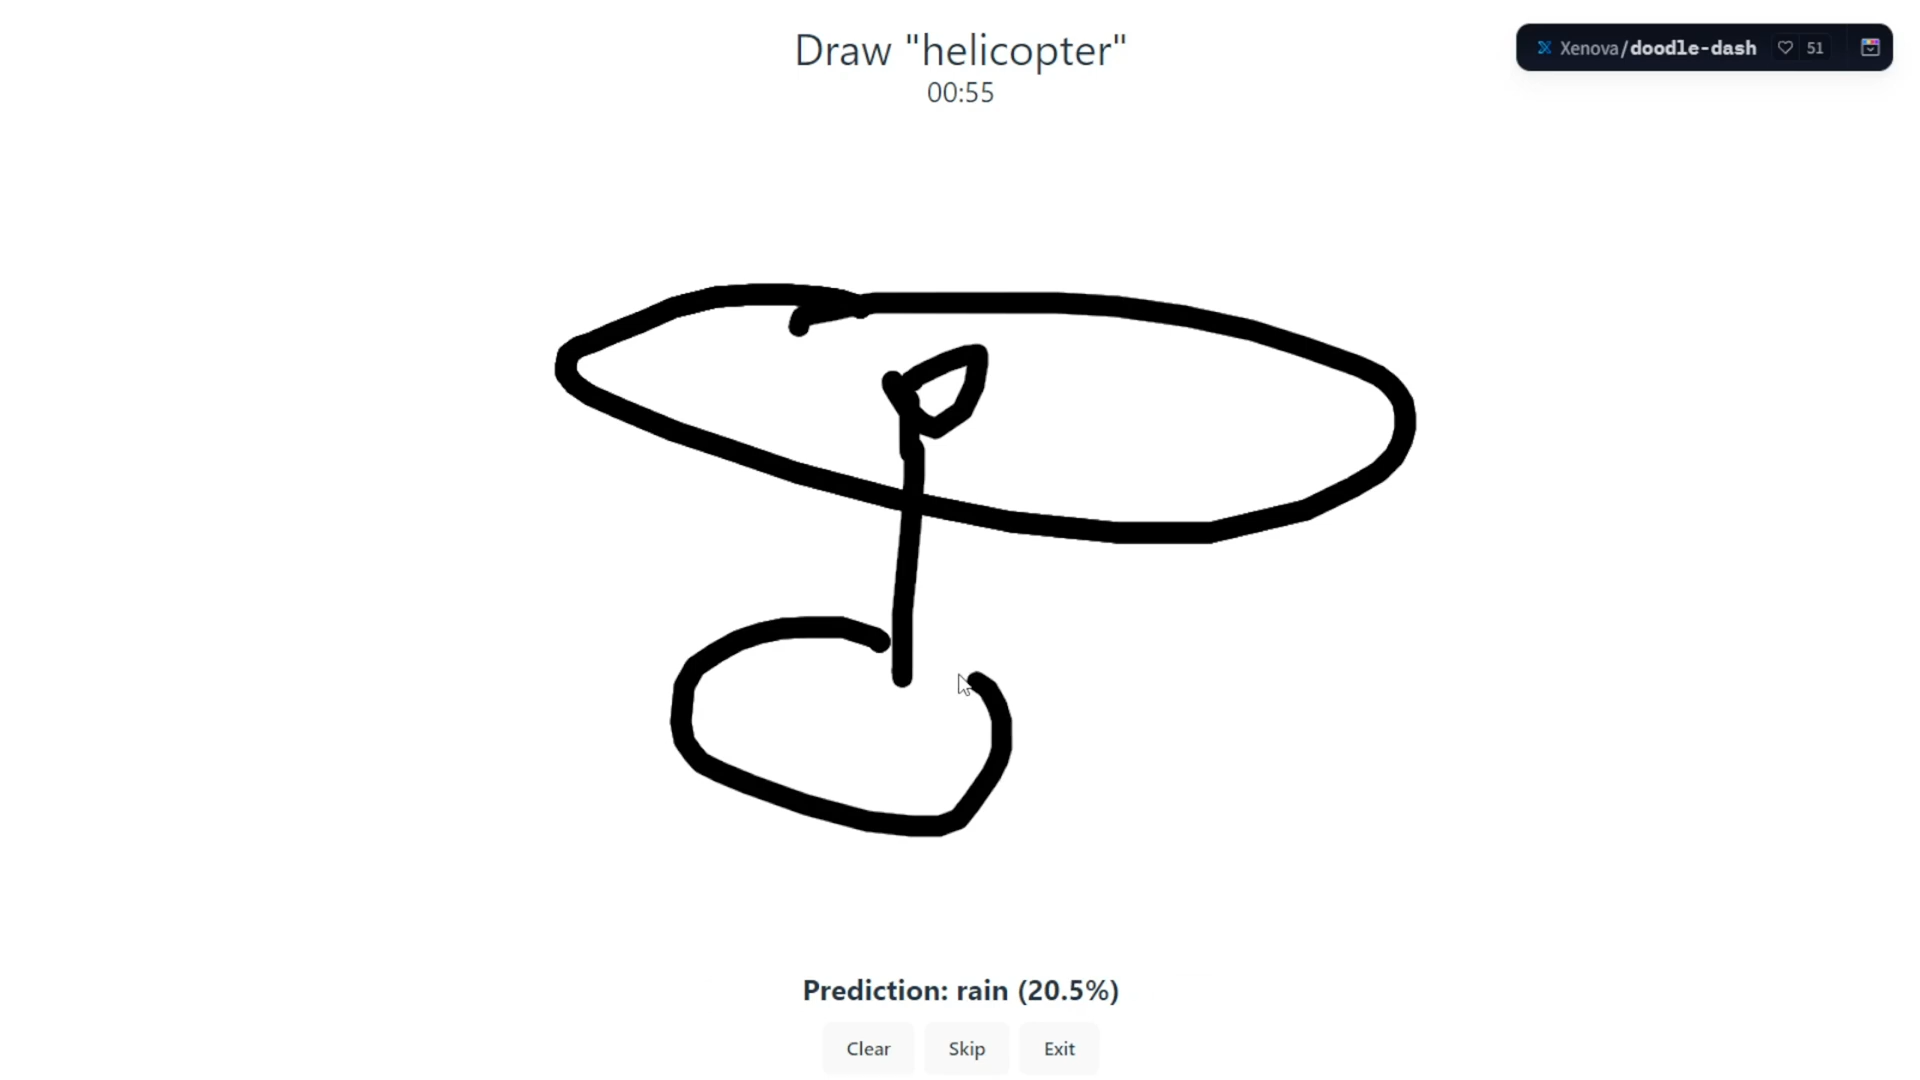 Draw "helicopter"
00:55
Xenova/doodle-dash 51
Prediction: rain (20.5%)
Clear Skip Exit